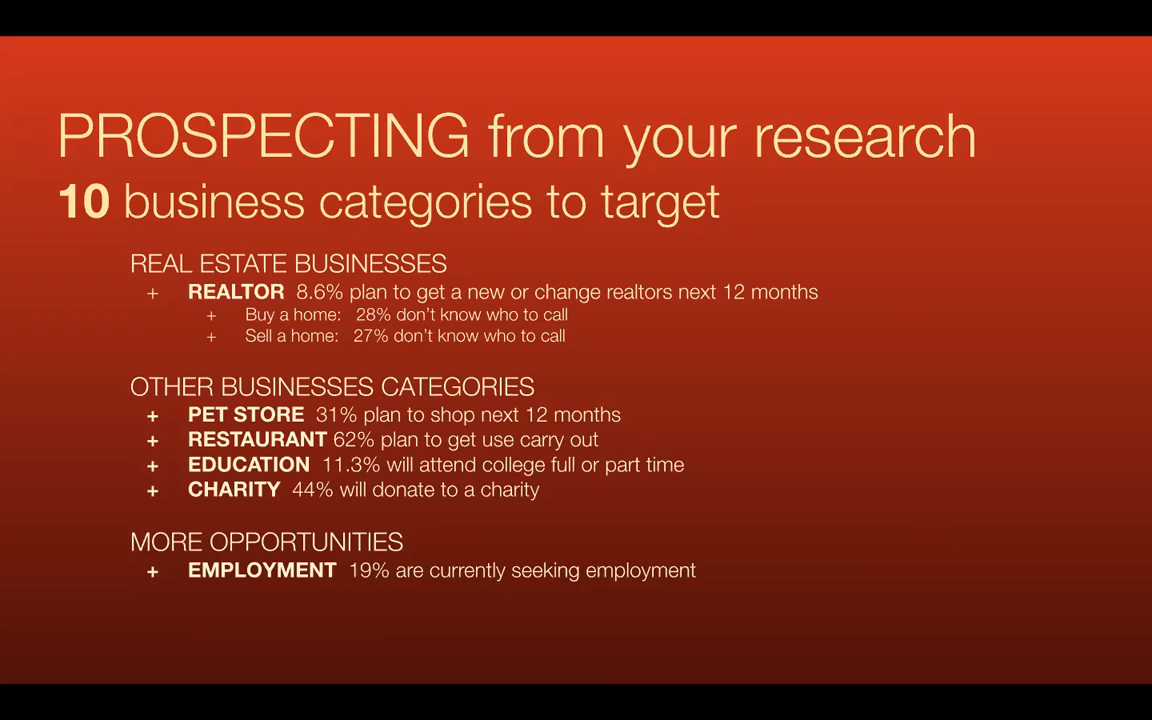 PROSPECTING from your research
10 business categories to target
REAL ESTATE BUSINESSES
+ REALTOR 8.6% plan to get a new or change realtors next 12 months
+ Buy a home: 28% don't know who to call
+ Sell a home: 27% don't know who to call
OTHER BUSINESSES CATEGORIES
+ PET STORE 31% plan to shop next 12 months
+ RESTAURANT 62% plan to get use carry out
+ EDUCATION 11.3% will attend college full or part time
+ CHARITY 44% will donate to a charity
MORE OPPORTUNITIES
+ EMPLOYMENT 19% are currently seeking employment